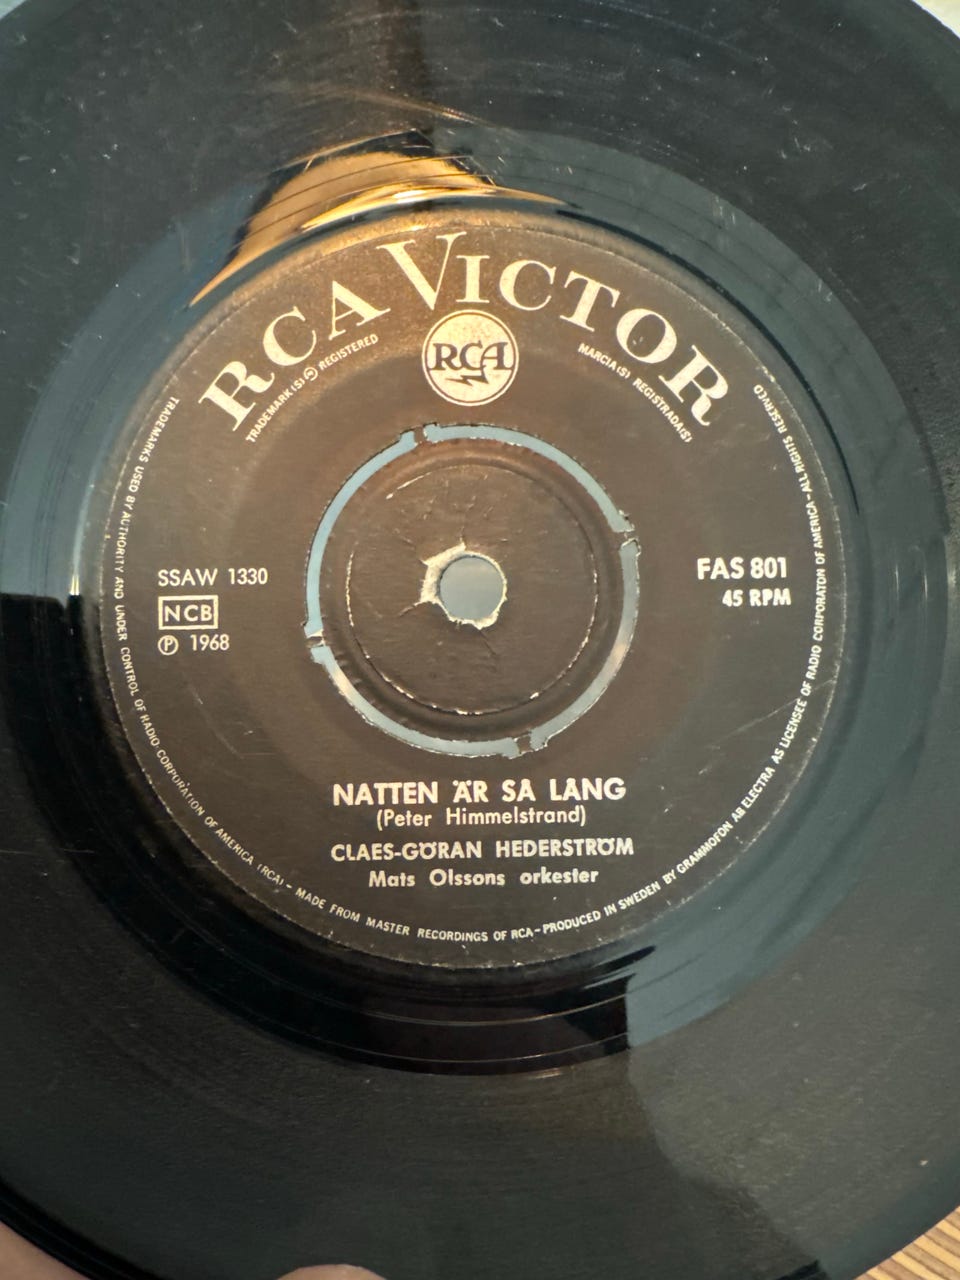 RCA VICTOR
TRADEMARK(S) ® REGISTERED
RCA
MARCA(S) REGISTRADA(S)
SSAW 1330
NCB
℗ 1968
FAS 801
45 RPM
NATTEN ÄR SÅ LÅNG
(Peter Himmelstrand)
CLAES-GÖRAN HEDERSTRÖM
Mats Olssons orkester
TRADEMARKS USED BY AUTHORITY AND UNDER CONTROL OF RADIO CORPORATION OF AMERICA (RCA) - MADE FROM MASTER RECORDINGS OF RCA - PRODUCED IN SWEDEN BY GRAMMOFON AB ELECTRA AS LICENSEE OF RADIO CORPORATON OF AMERICA - ALL RIGHTS RESERVED